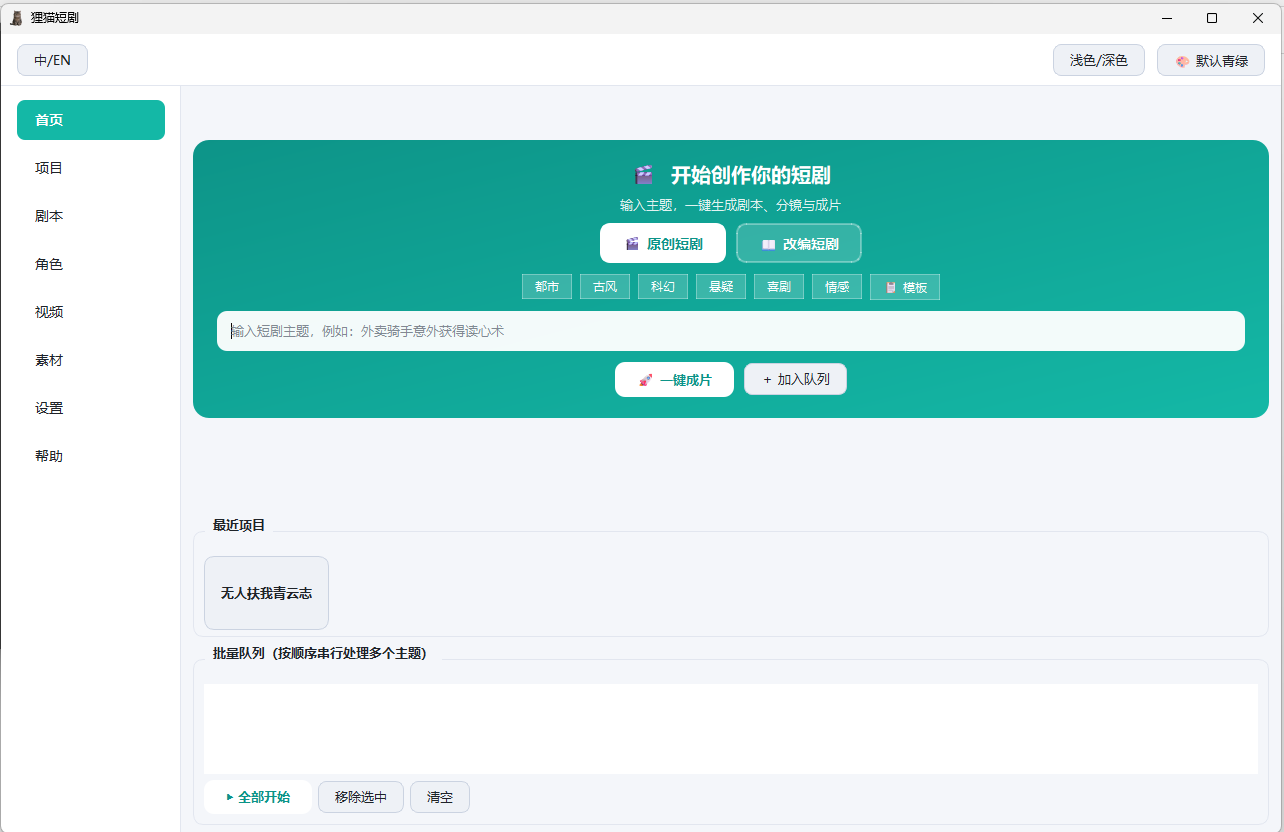 狸猫短剧
中/EN
浅色/深色
默认青绿
首页
项目
剧本
角色
视频
素材
设置
帮助
开始创作你的短剧
输入主题，一键生成剧本、分镜与成片
原创短剧
改编短剧
都市
古风
科幻
悬疑
喜剧
情感
模板
输入短剧主题，例如：外卖骑手意外获得读心术
一键成片
+ 加入队列
最近项目
无人扶我青云志
批量队列（按顺序串行处理多个主题）
全部开始
移除选中
清空